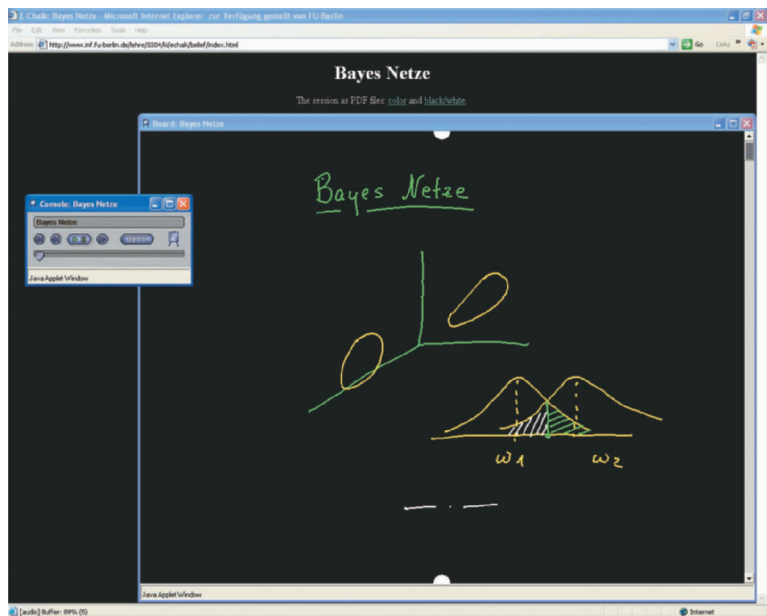 E-Chalk: Bayes Netze - Microsoft Internet Explorer zur Verfügung gestellt von FU-Berlin
File Edit View Favorites Tools Help
Address http://www.inf.fu-berlin.de/lehre/SS04/ki/echalk/belief/index.html Go Links »
Bayes Netze
The session as PDF files: color and black/white
Board: Bayes Netze
Bayes Netze
Console: Bayes Netze
Bayes Netze
Java Applet Window
ω1 ω2
Java Applet Window
[audio] Buffer: 89% (5) Internet